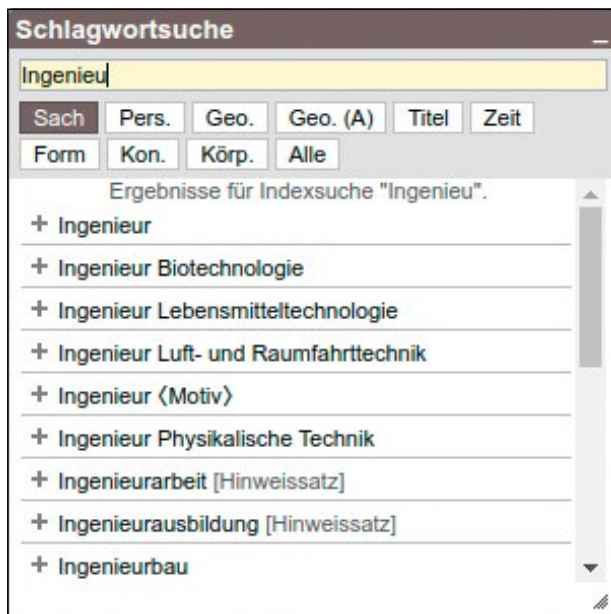 Schlagwortsuche _
Ingenieu
Sach Pers. Geo. Geo. (A) Titel Zeit
Form Kon. Körp. Alle
Ergebnisse für Indexsuche "Ingenieu".
+ Ingenieur
+ Ingenieur Biotechnologie
+ Ingenieur Lebensmitteltechnologie
+ Ingenieur Luft- und Raumfahrttechnik
+ Ingenieur 〈Motiv〉
+ Ingenieur Physikalische Technik
+ Ingenieurarbeit [Hinweissatz]
+ Ingenieurausbildung [Hinweissatz]
+ Ingenieurbau